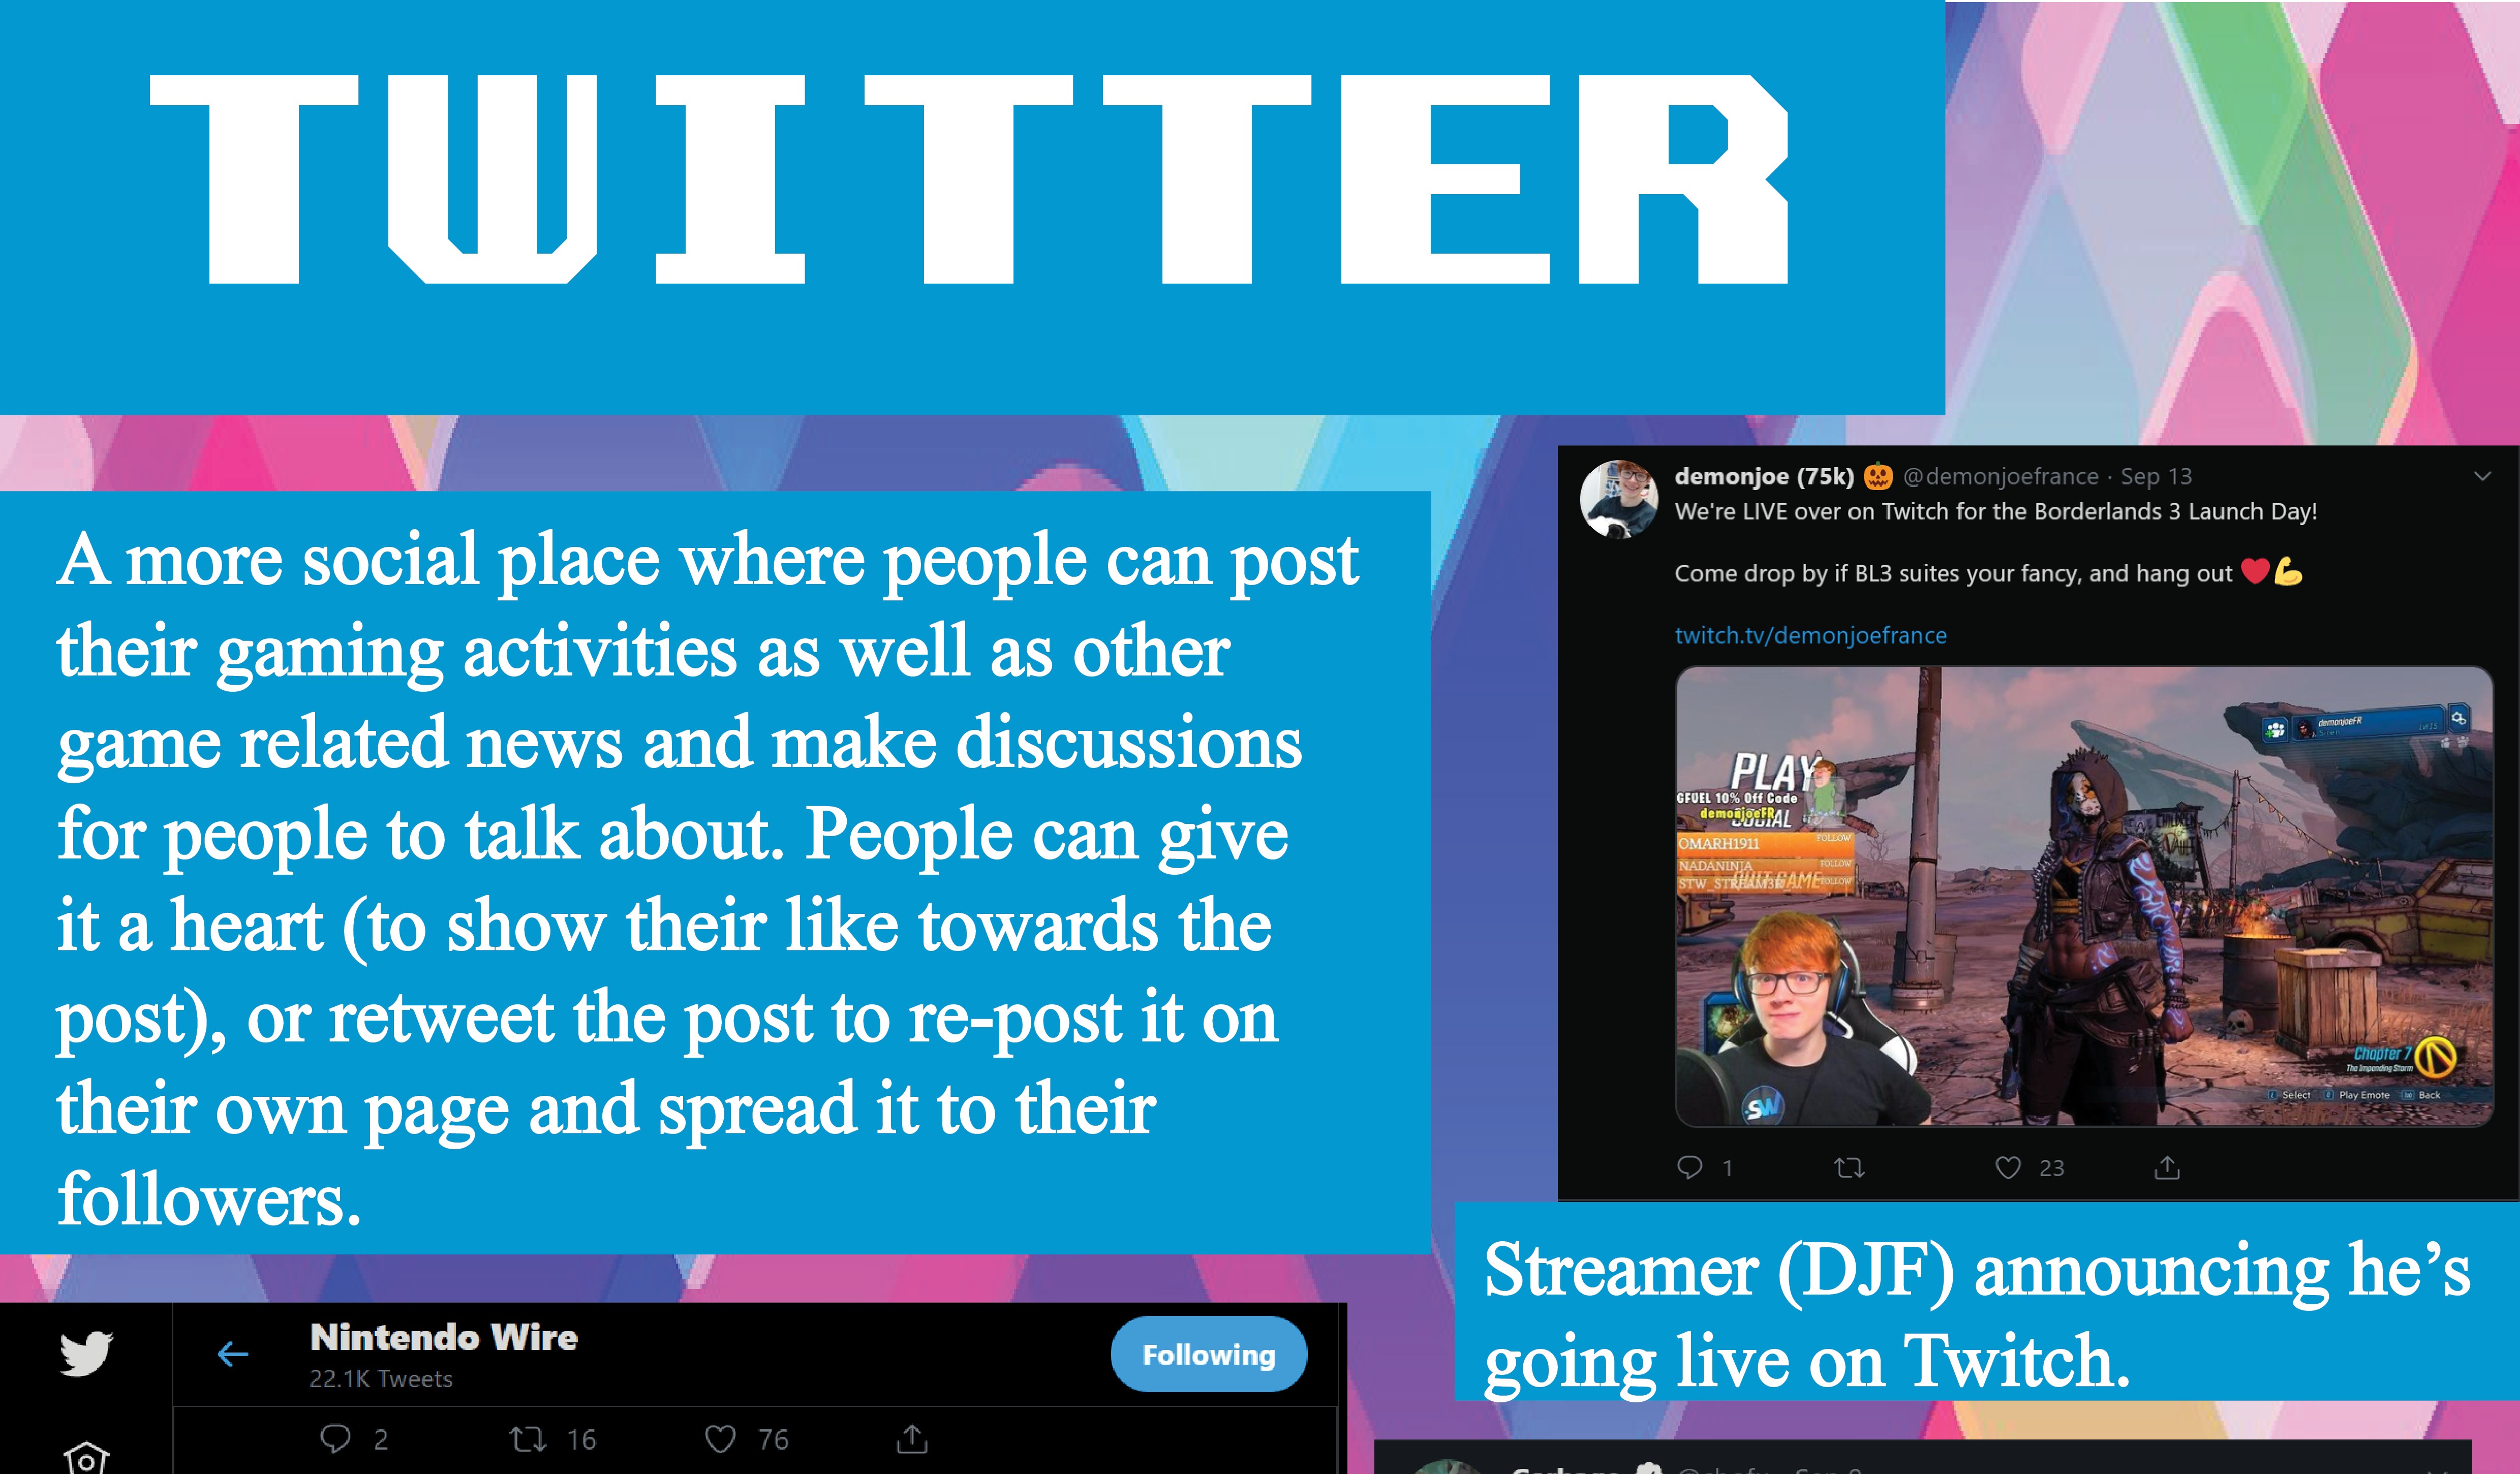 TWITTER
A more social place where people can post
their gaming activities as well as other
game related news and make discussions
for people to talk about. People can give
it a heart (to show their like towards the
post), or retweet the post to re-post it on
their own page and spread it to their
followers.
demonjoe (75k) 🎃 @demonjoefrance · Sep 13
We're LIVE over on Twitch for the Borderlands 3 Launch Day!
Come drop by if BL3 suites your fancy, and hang out ❤️💪
twitch.tv/demonjoefrance
demonjoeFR
PLAY
GFUEL 10% Off Code
demonjoeFR
OMARH1911 FOLLOW
NADANINJA FOLLOW
STW_STREAM3R FOLLOW
QUIT GAME
SW
Chapter 7
The Impending Storm
Select Play Emote Back
1 23
Streamer (DJF) announcing he's
going live on Twitch.
Nintendo Wire
22.1K Tweets
Following
2 16 76